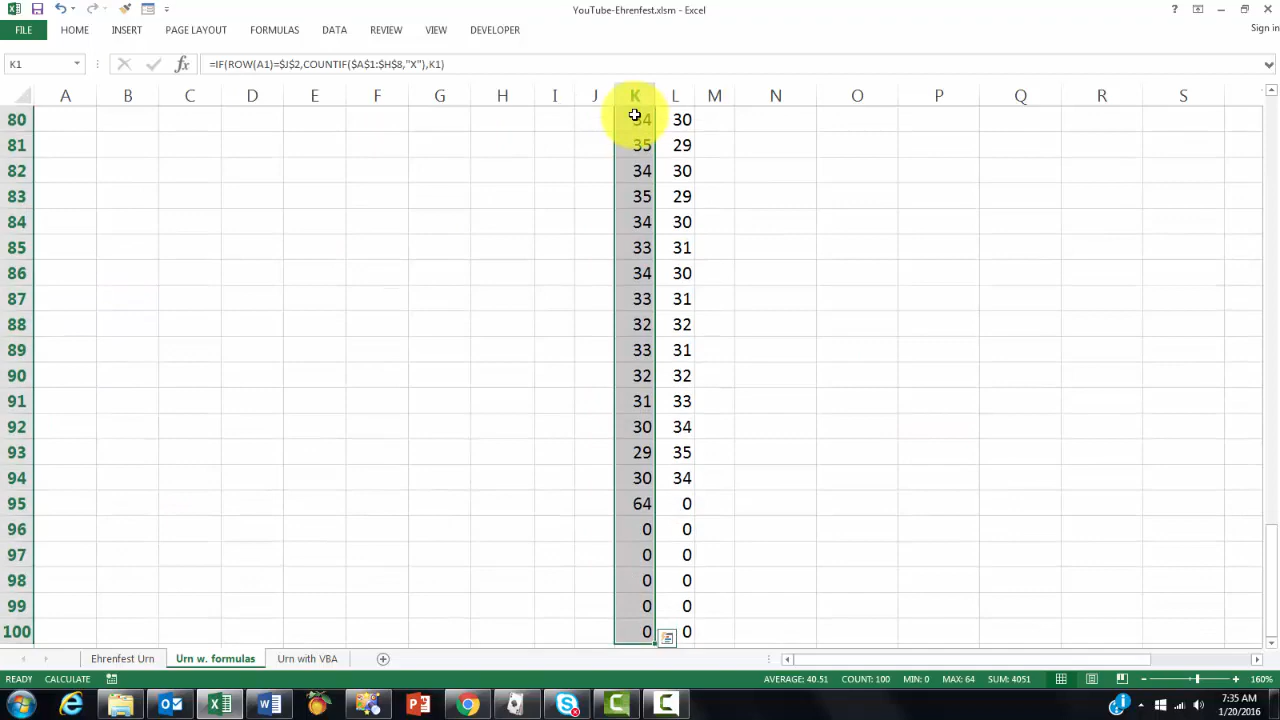 YouTube-Ehrenfest.xlsm - Excel
FILE HOME INSERT PAGE LAYOUT FORMULAS DATA REVIEW VIEW DEVELOPER Sign in
K1 fx =IF(ROW(A1)=$J$2,COUNTIF($A$1:$H$8,"X"),K1)
A B C D E F G H I J K L M N O P Q R S
80 34 30
81 35 29
82 34 30
83 35 29
84 34 30
85 33 31
86 34 30
87 33 31
88 32 32
89 33 31
90 32 32
91 31 33
92 30 34
93 29 35
94 30 34
95 64 0
96 0 0
97 0 0
98 0 0
99 0 0
100 0 0
Ehrenfest Urn Urn w. formulas Urn with VBA
READY CALCULATE AVERAGE: 40.51 COUNT: 100 MIN: 0 MAX: 64 SUM: 4051 160%
7:35 AM
1/20/2016